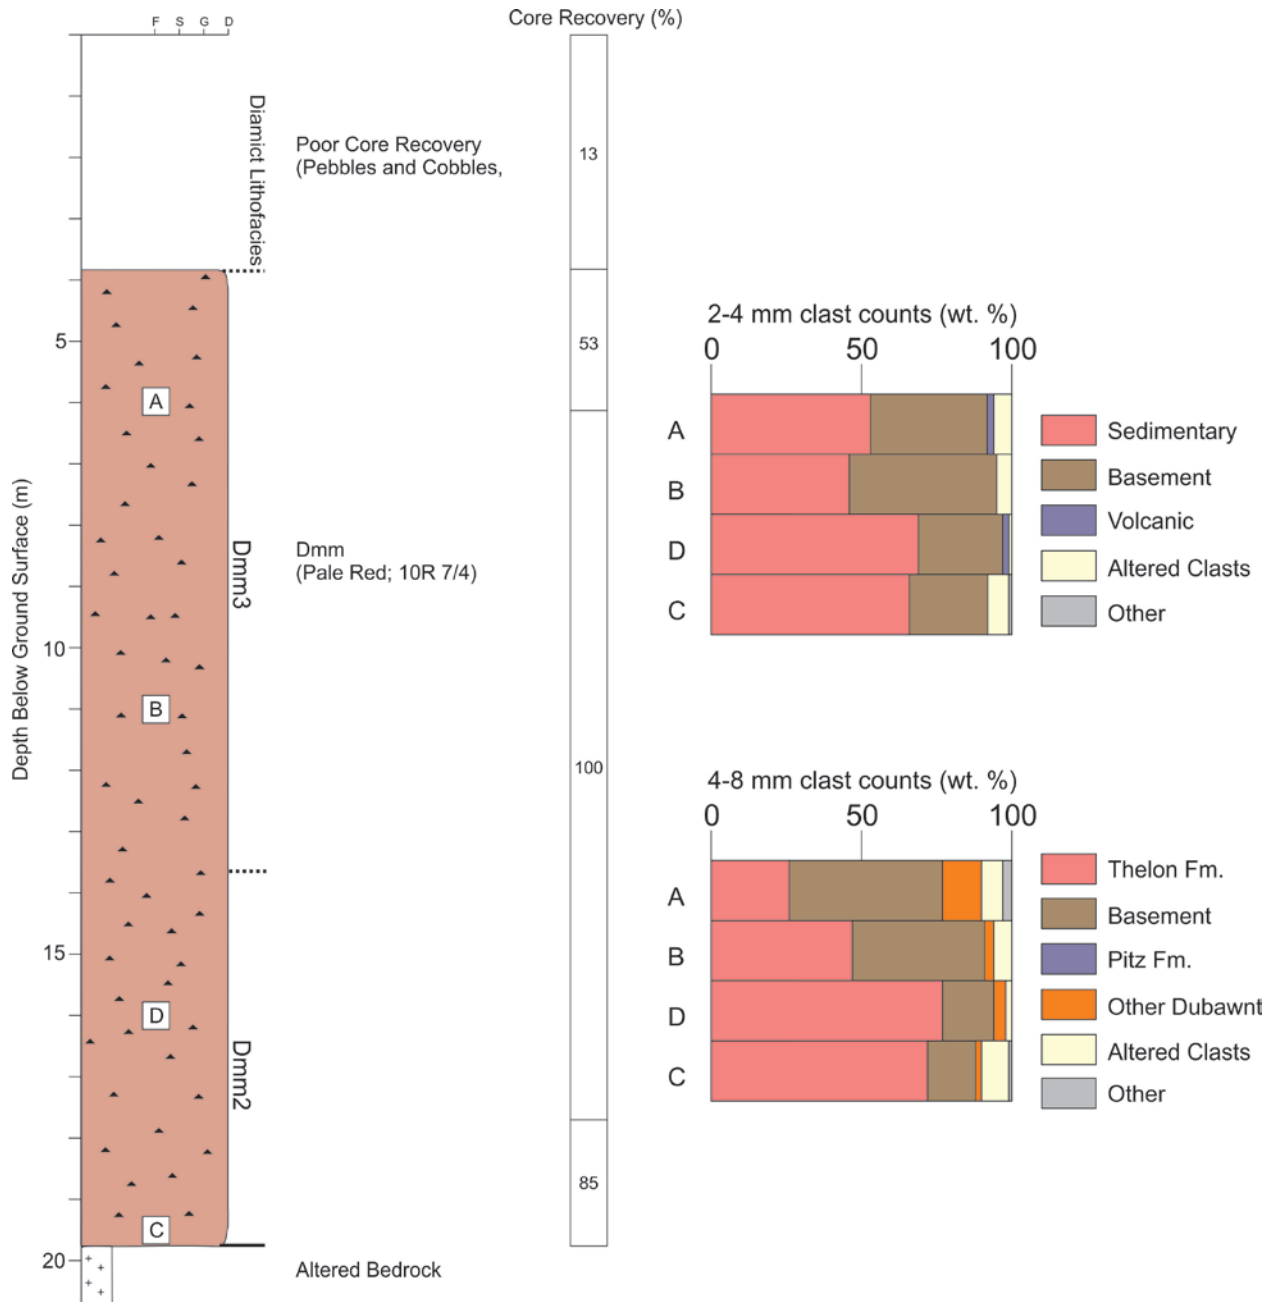 F S G D
Core Recovery (%)
Diamict Lithofacies
Poor Core Recovery
(Pebbles and Cobbles,
13
53
100
85
Depth Below Ground Surface (m)
5
10
15
20
A
B
D
C
Dmm3
Dmm2
Dmm
(Pale Red; 10R 7/4)
Altered Bedrock
2-4 mm clast counts (wt. %)
0 50 100
A
B
D
C
Sedimentary
Basement
Volcanic
Altered Clasts
Other
4-8 mm clast counts (wt. %)
0 50 100
A
B
D
C
Thelon Fm.
Basement
Pitz Fm.
Other Dubawnt
Altered Clasts
Other